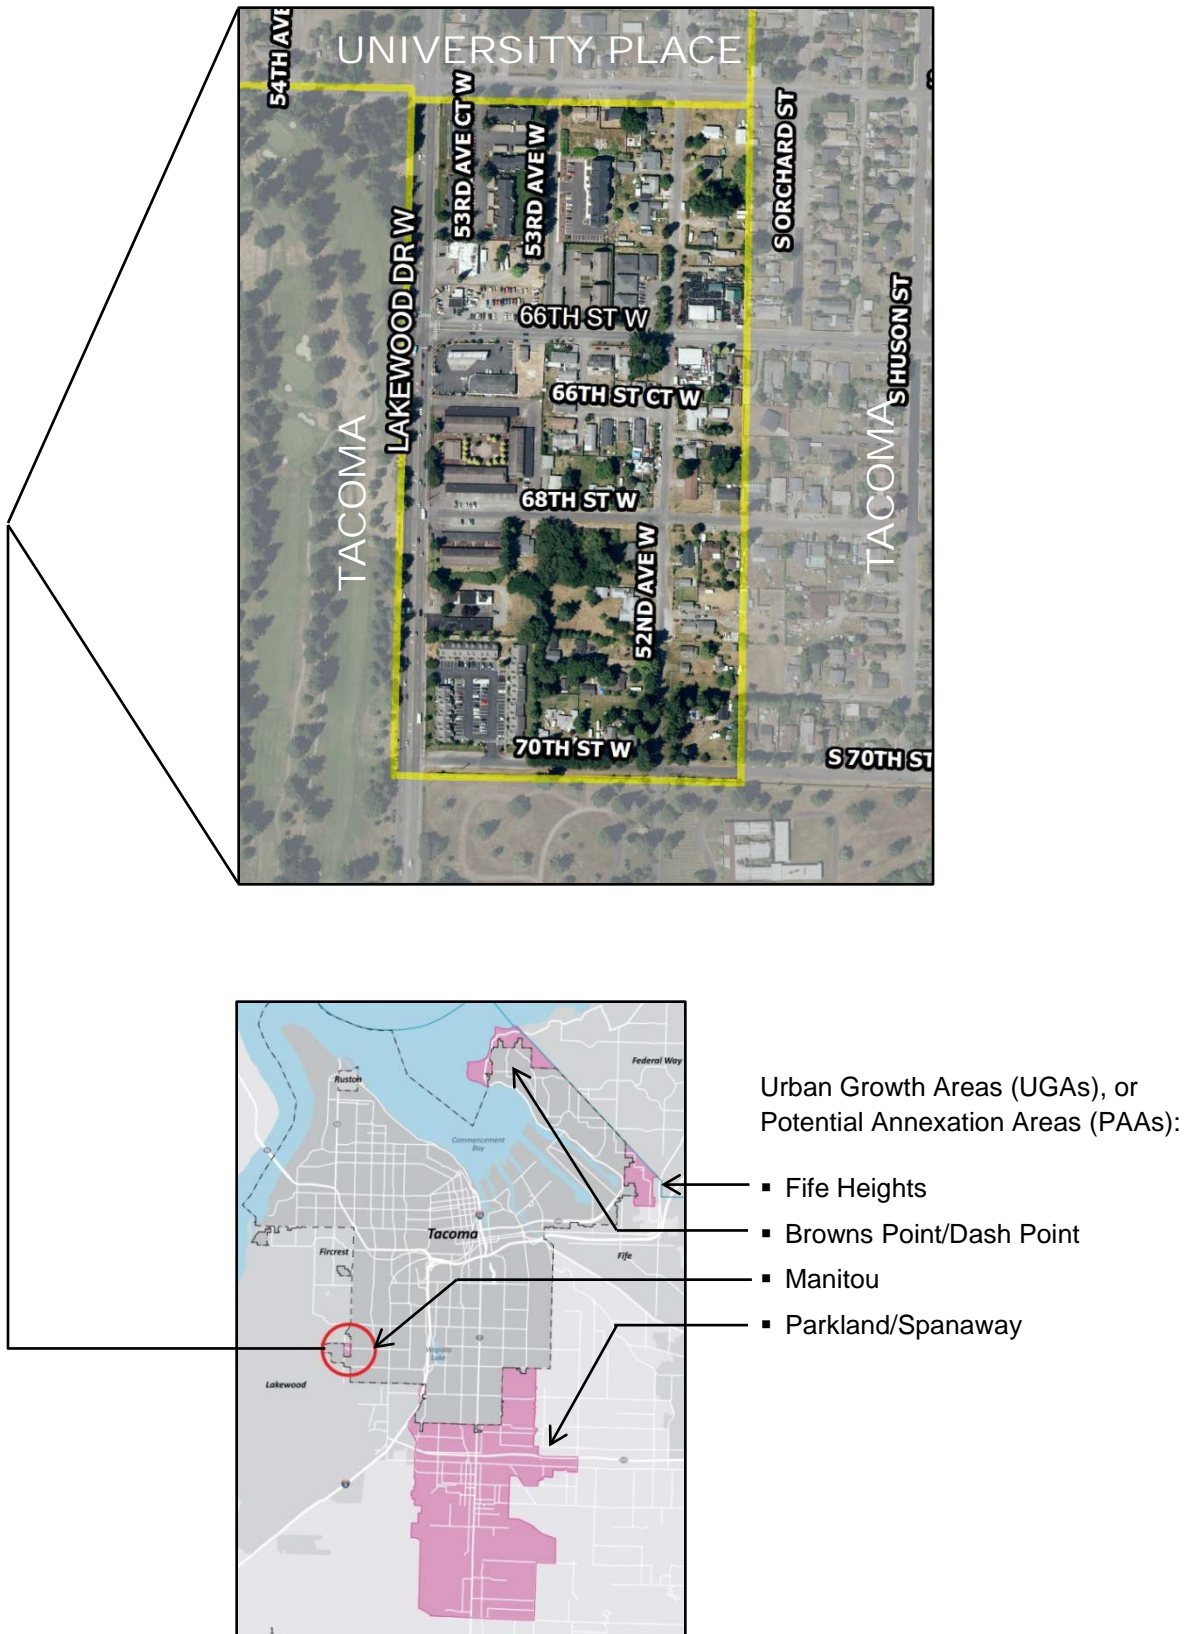 UNIVERSITY PLACE
54TH AVE
53RD AVE CT W
53RD AVE W
S ORCHARD ST
LAKEWOOD DR W
S HUSON ST
66TH ST W
66TH ST CT W
TACOMA
TACOMA
68TH ST W
52ND AVE W
70TH ST W
S 70TH ST
Federal Way
Ruston
Commencement
Bay
Tacoma
Fircrest
Fife
Wapato
Lake
Lakewood
1
Urban Growth Areas (UGAs), or
Potential Annexation Areas (PAAs):
▪ Fife Heights
▪ Browns Point/Dash Point
▪ Manitou
▪ Parkland/Spanaway